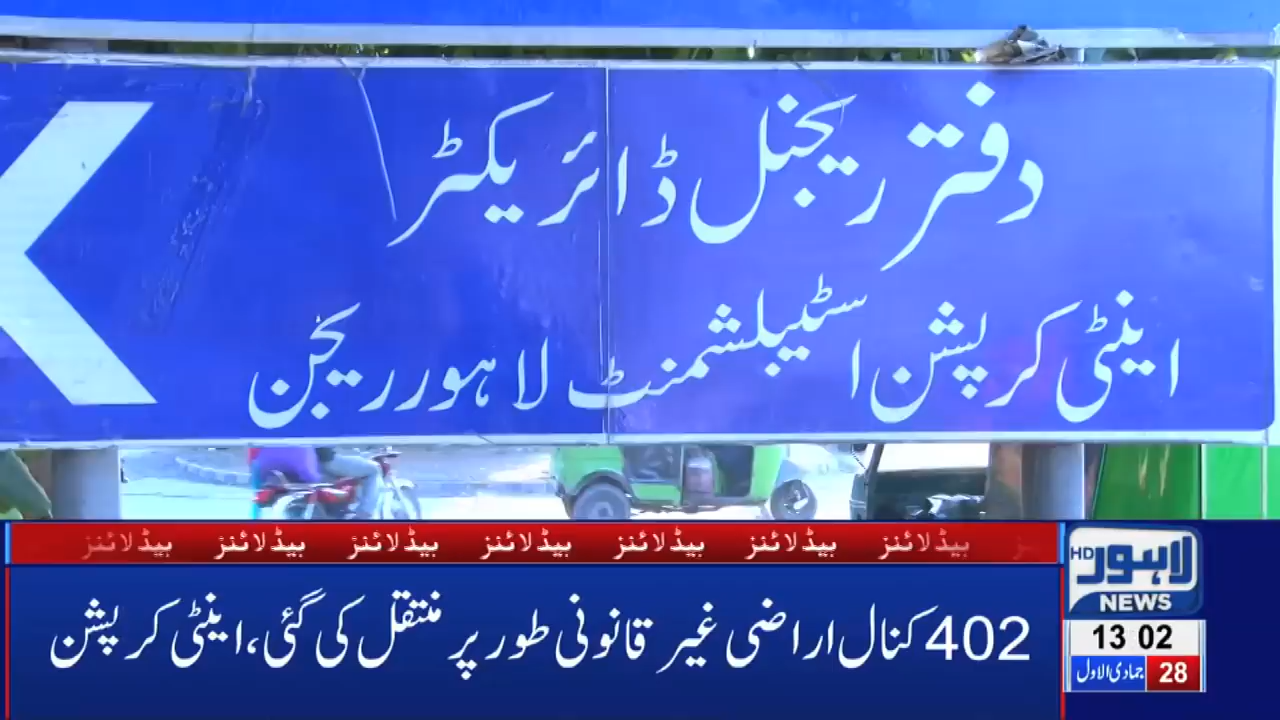 دفتر ریجنل ڈائریکٹر
اینٹی کرپشن اسٹیبلشمنٹ لاہور ریجن
ہیڈلائنز ہیڈلائنز ہیڈلائنز ہیڈلائنز ہیڈلائنز ہیڈلائنز ہیڈلائنز
402 کنال اراضی غیر قانونی طور پر منتقل کی گئی، اینٹی کرپشن
لاہور HD
NEWS
13 02
28 جمادی الاول